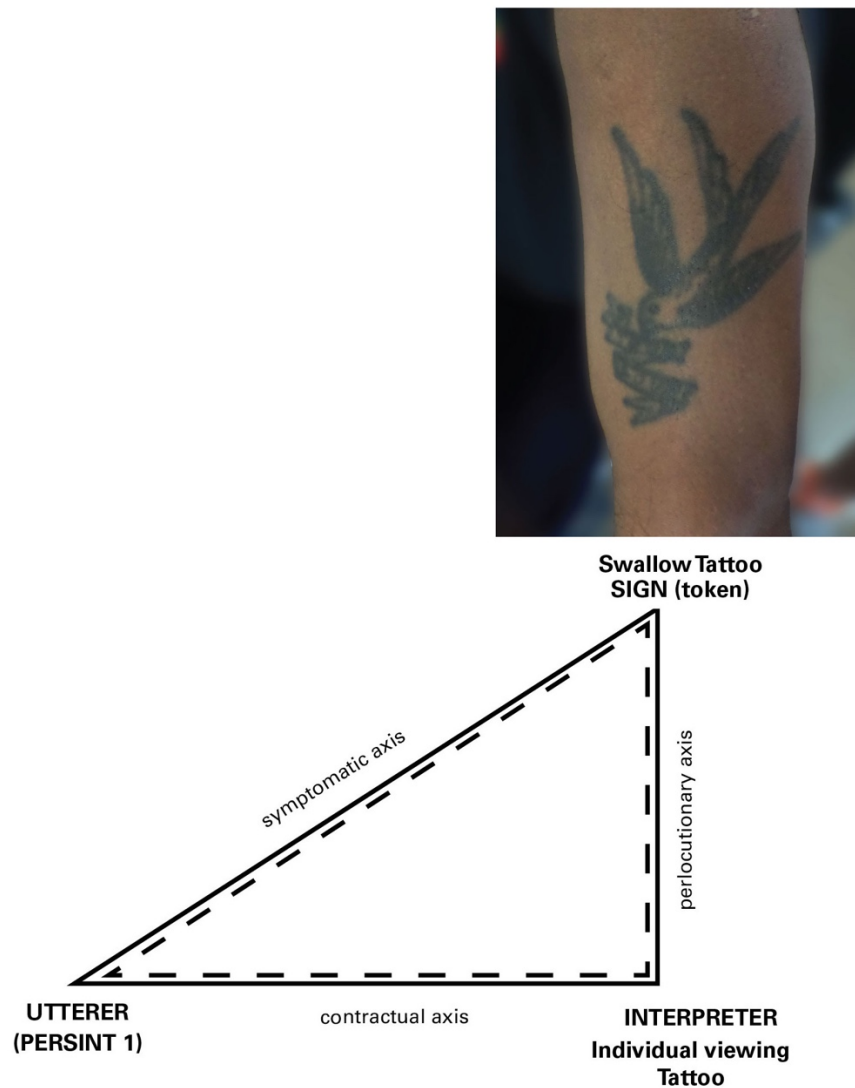 Swallow Tattoo
SIGN (token)
symptomatic axis
perlocutionary axis
UTTERER
(PERSINT 1)
contractual axis
INTERPRETER
Individual viewing
Tattoo